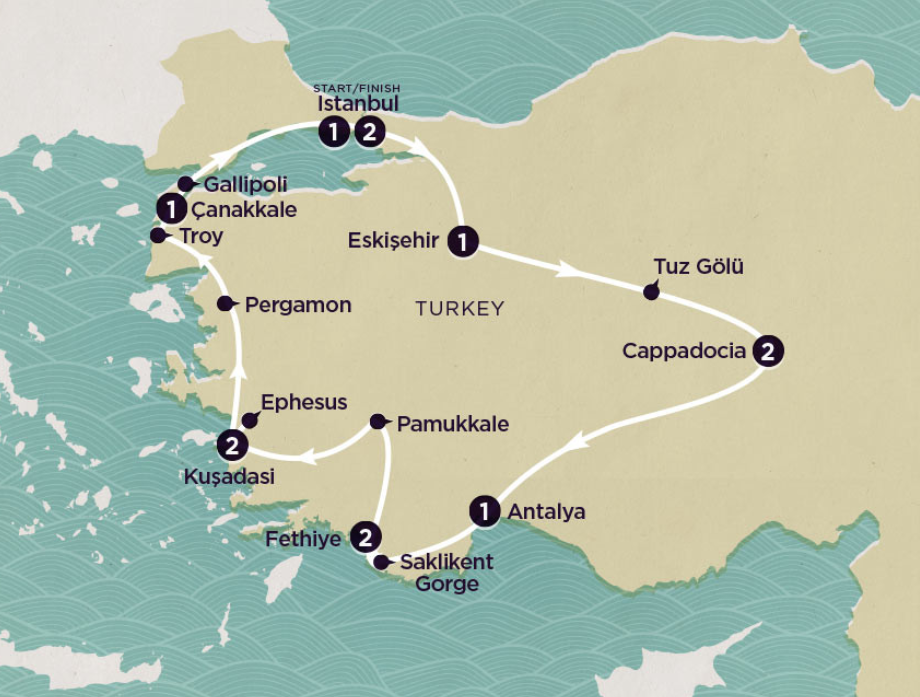 START/FINISH
Istanbul
1 2
Gallipoli
1 Çanakkale
Troy
Eskişehir 1
Tuz Gölü
Pergamon
TURKEY
Cappadocia 2
Ephesus
Pamukkale
2
Kuşadasi
1 Antalya
Fethiye 2
Saklikent
Gorge